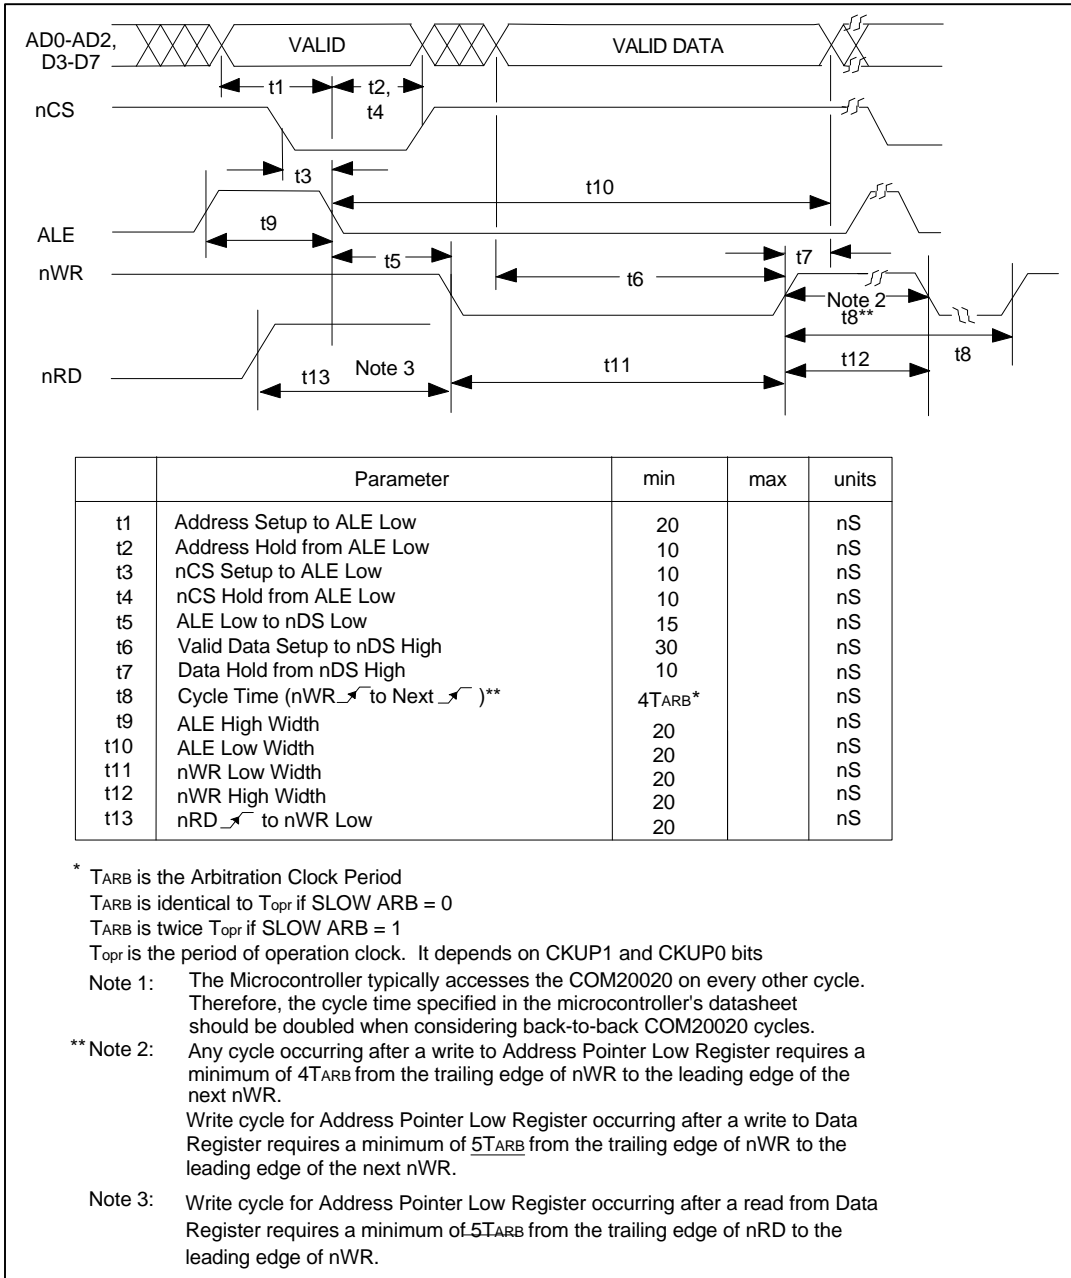 AD0-AD2,
D3-D7
VALID
VALID DATA
t1
t2,
t4
nCS
t3
t10
ALE
t9
t5
t7
nWR
t6
Note 2
t8**
t8
nRD
t13
Note 3
t11
t12
Parameter min max units
t1 Address Setup to ALE Low 20 nS
t2 Address Hold from ALE Low 10 nS
t3 nCS Setup to ALE Low 10 nS
t4 nCS Hold from ALE Low 10 nS
t5 ALE Low to nDS Low 15 nS
t6 Valid Data Setup to nDS High 30 nS
t7 Data Hold from nDS High 10 nS
t8 Cycle Time (nWR to Next )** 4TARB* nS
t9 ALE High Width 20 nS
t10 ALE Low Width 20 nS
t11 nWR Low Width 20 nS
t12 nWR High Width 20 nS
t13 nRD to nWR Low 20 nS
* TARB is the Arbitration Clock Period
TARB is identical to Topr if SLOW ARB = 0
TARB is twice Topr if SLOW ARB = 1
Topr is the period of operation clock. It depends on CKUP1 and CKUP0 bits
Note 1: The Microcontroller typically accesses the COM20020 on every other cycle.
Therefore, the cycle time specified in the microcontroller's datasheet
should be doubled when considering back-to-back COM20020 cycles.
** Note 2: Any cycle occurring after a write to Address Pointer Low Register requires a
minimum of 4TARB from the trailing edge of nWR to the leading edge of the
next nWR.
Write cycle for Address Pointer Low Register occurring after a write to Data
Register requires a minimum of 5TARB from the trailing edge of nWR to the
leading edge of the next nWR.
Note 3: Write cycle for Address Pointer Low Register occurring after a read from Data
Register requires a minimum of 5TARB from the trailing edge of nRD to the
leading edge of nWR.